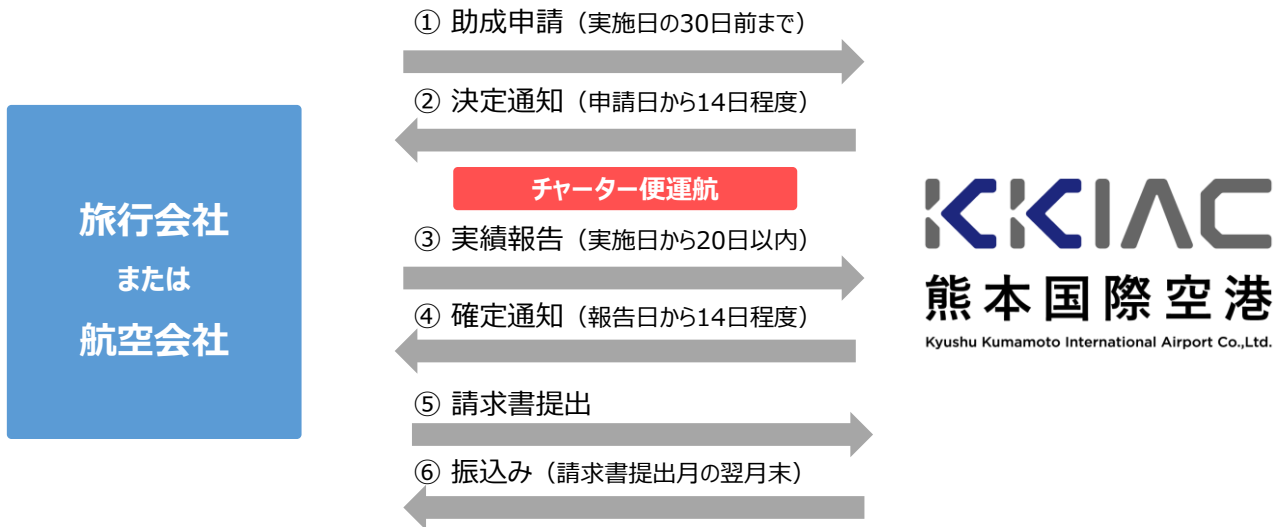 ① 助成申請（実施日の30日前まで）
② 決定通知（申請日から14日程度）
チャーター便運航
③ 実績報告（実施日から20日以内）
④ 確定通知（報告日から14日程度）
⑤ 請求書提出
⑥ 振込み（請求書提出月の翌月末）
旅行会社
または
航空会社
KKIAC
熊本国際空港
Kyushu Kumamoto International Airport Co.,Ltd.